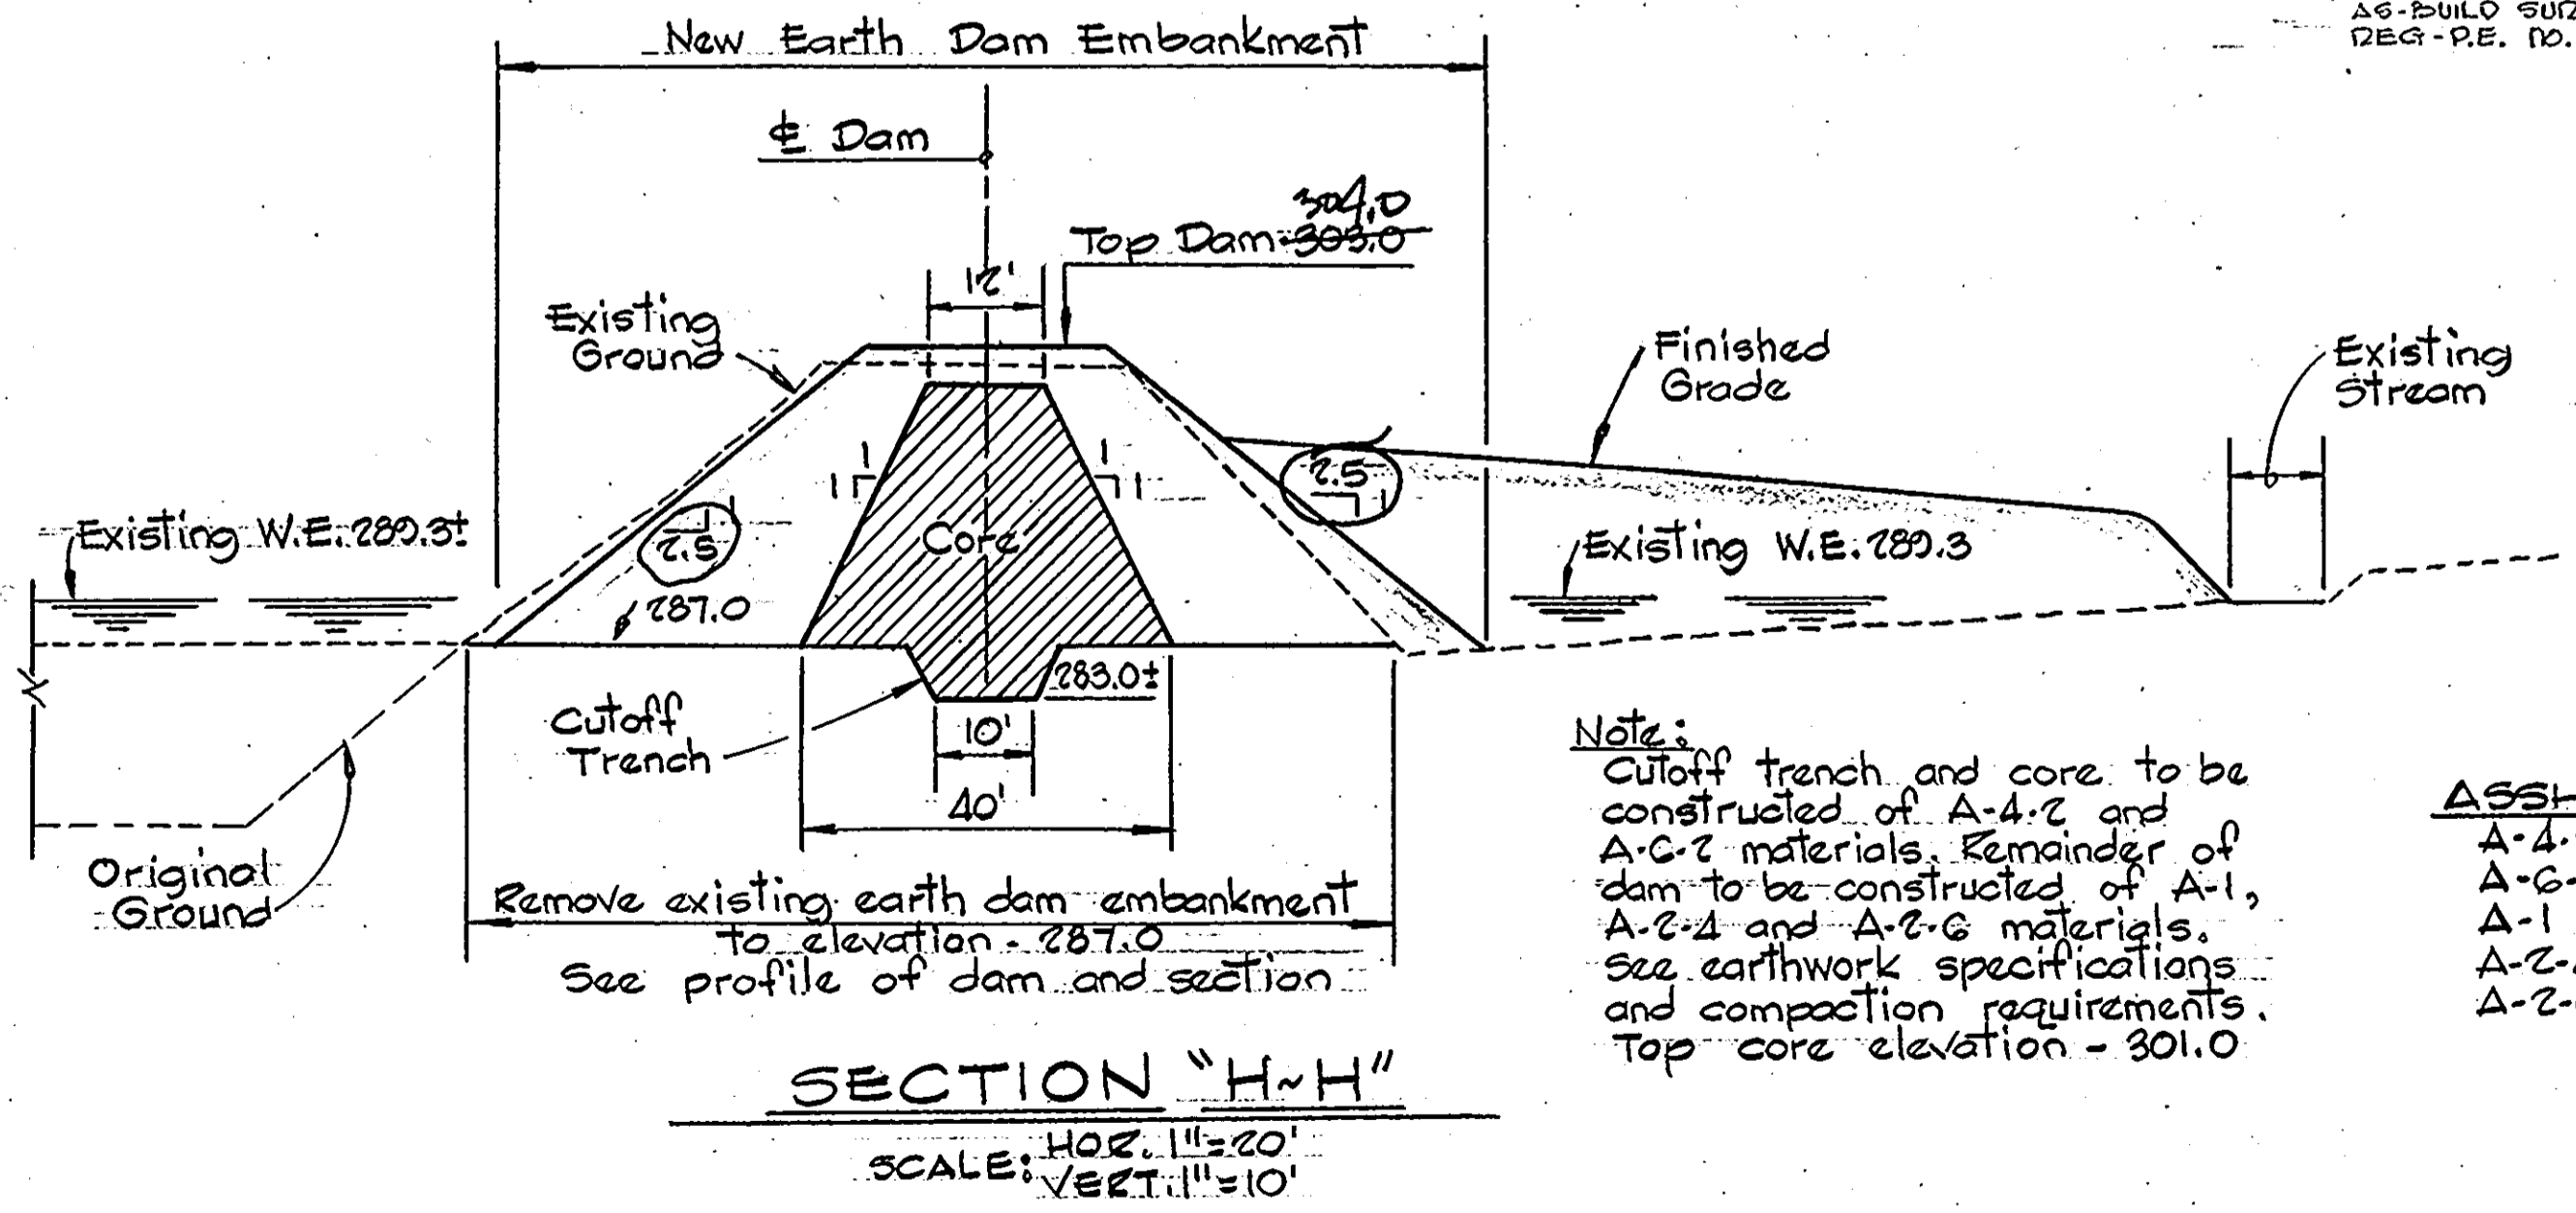 AS-BUILD SUR
REG-P.E. NO.
New Earth Dam Embankment
℄ Dam
304.0
Top Dam-303.0
12'
Existing
Ground
Finished
Grade
Existing
Stream
1
1
1
1
2.5
1
Core
1
2.5
Existing W.E. 289.3±
Existing W.E. 289.3
287.0
283.0±
Cutoff
Trench
10'
40'
Original
Ground
Remove existing earth dam embankment
to elevation - 287.0
See profile of dam and section
Note:
Cutoff trench and core to be
constructed of A-4-2 and
A-6-2 materials. Remainder of
dam to be constructed of A-1,
A-2-4 and A-2-6 materials.
See earthwork specifications
and compaction requirements.
Top core elevation - 301.0
A-4-
A-6-
A-1
A-2-
A-2-
SECTION "H~H"
SCALE: HOR. 1"=20'
VERT. 1"=10'